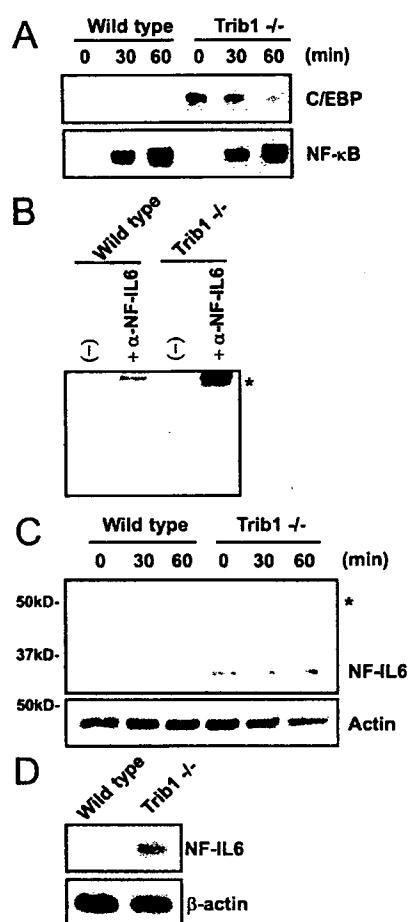 A
Wild type Trib1 -/-
0 30 60 0 30 60 (min)
C/EBP
NF-κB
B
Wild type Trib1 -/-
(–) + α-NF-IL6 (–) + α-NF-IL6
*
C
Wild type Trib1 -/-
0 30 60 0 30 60 (min)
50kD- *
37kD-
NF-IL6
50kD-
Actin
D
Wild type Trib1 -/-
NF-IL6
β-actin